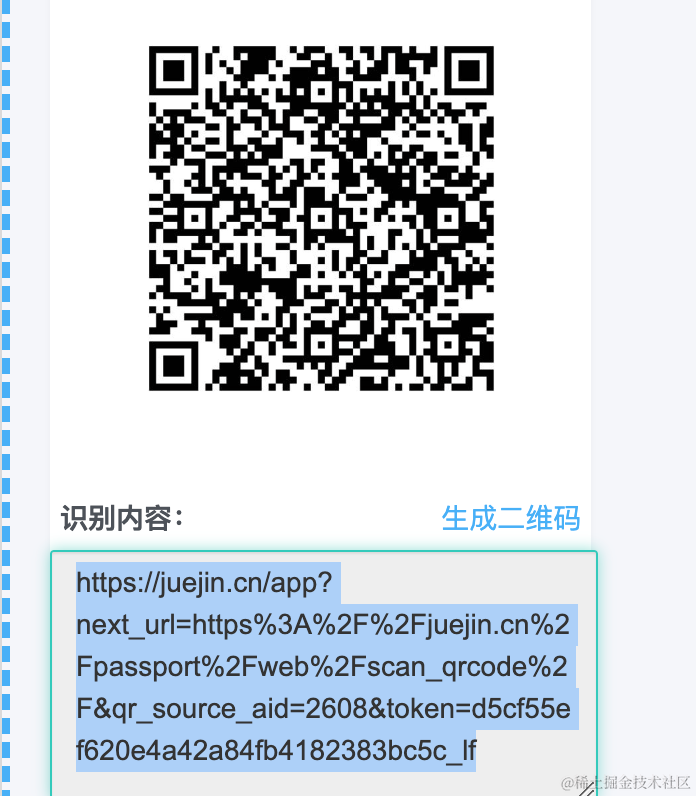 识别内容：
生成二维码
https://juejin.cn/app?
next_url=https%3A%2F%2Fjuejin.cn%2
Fpassport%2Fweb%2Fscan_qrcode%2
F&qr_source_aid=2608&token=d5cf55e
f620e4a42a84fb4182383bc5c_lf
@稀土掘金技术社区